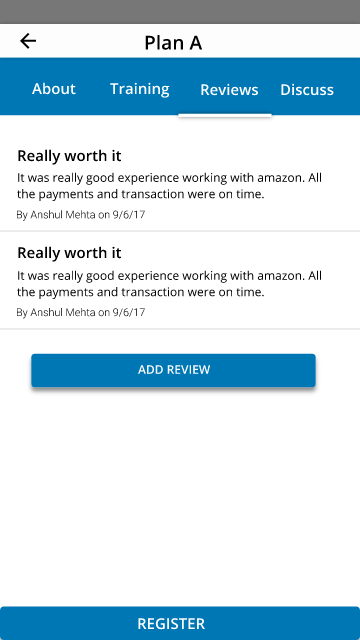 Plan A
About Training Reviews Discuss
Really worth it
It was really good experience working with amazon. All
the payments and transaction were on time.
By Anshul Mehta on 9/6/17
Really worth it
It was really good experience working with amazon. All
the payments and transaction were on time.
By Anshul Mehta on 9/6/17
ADD REVIEW
REGISTER